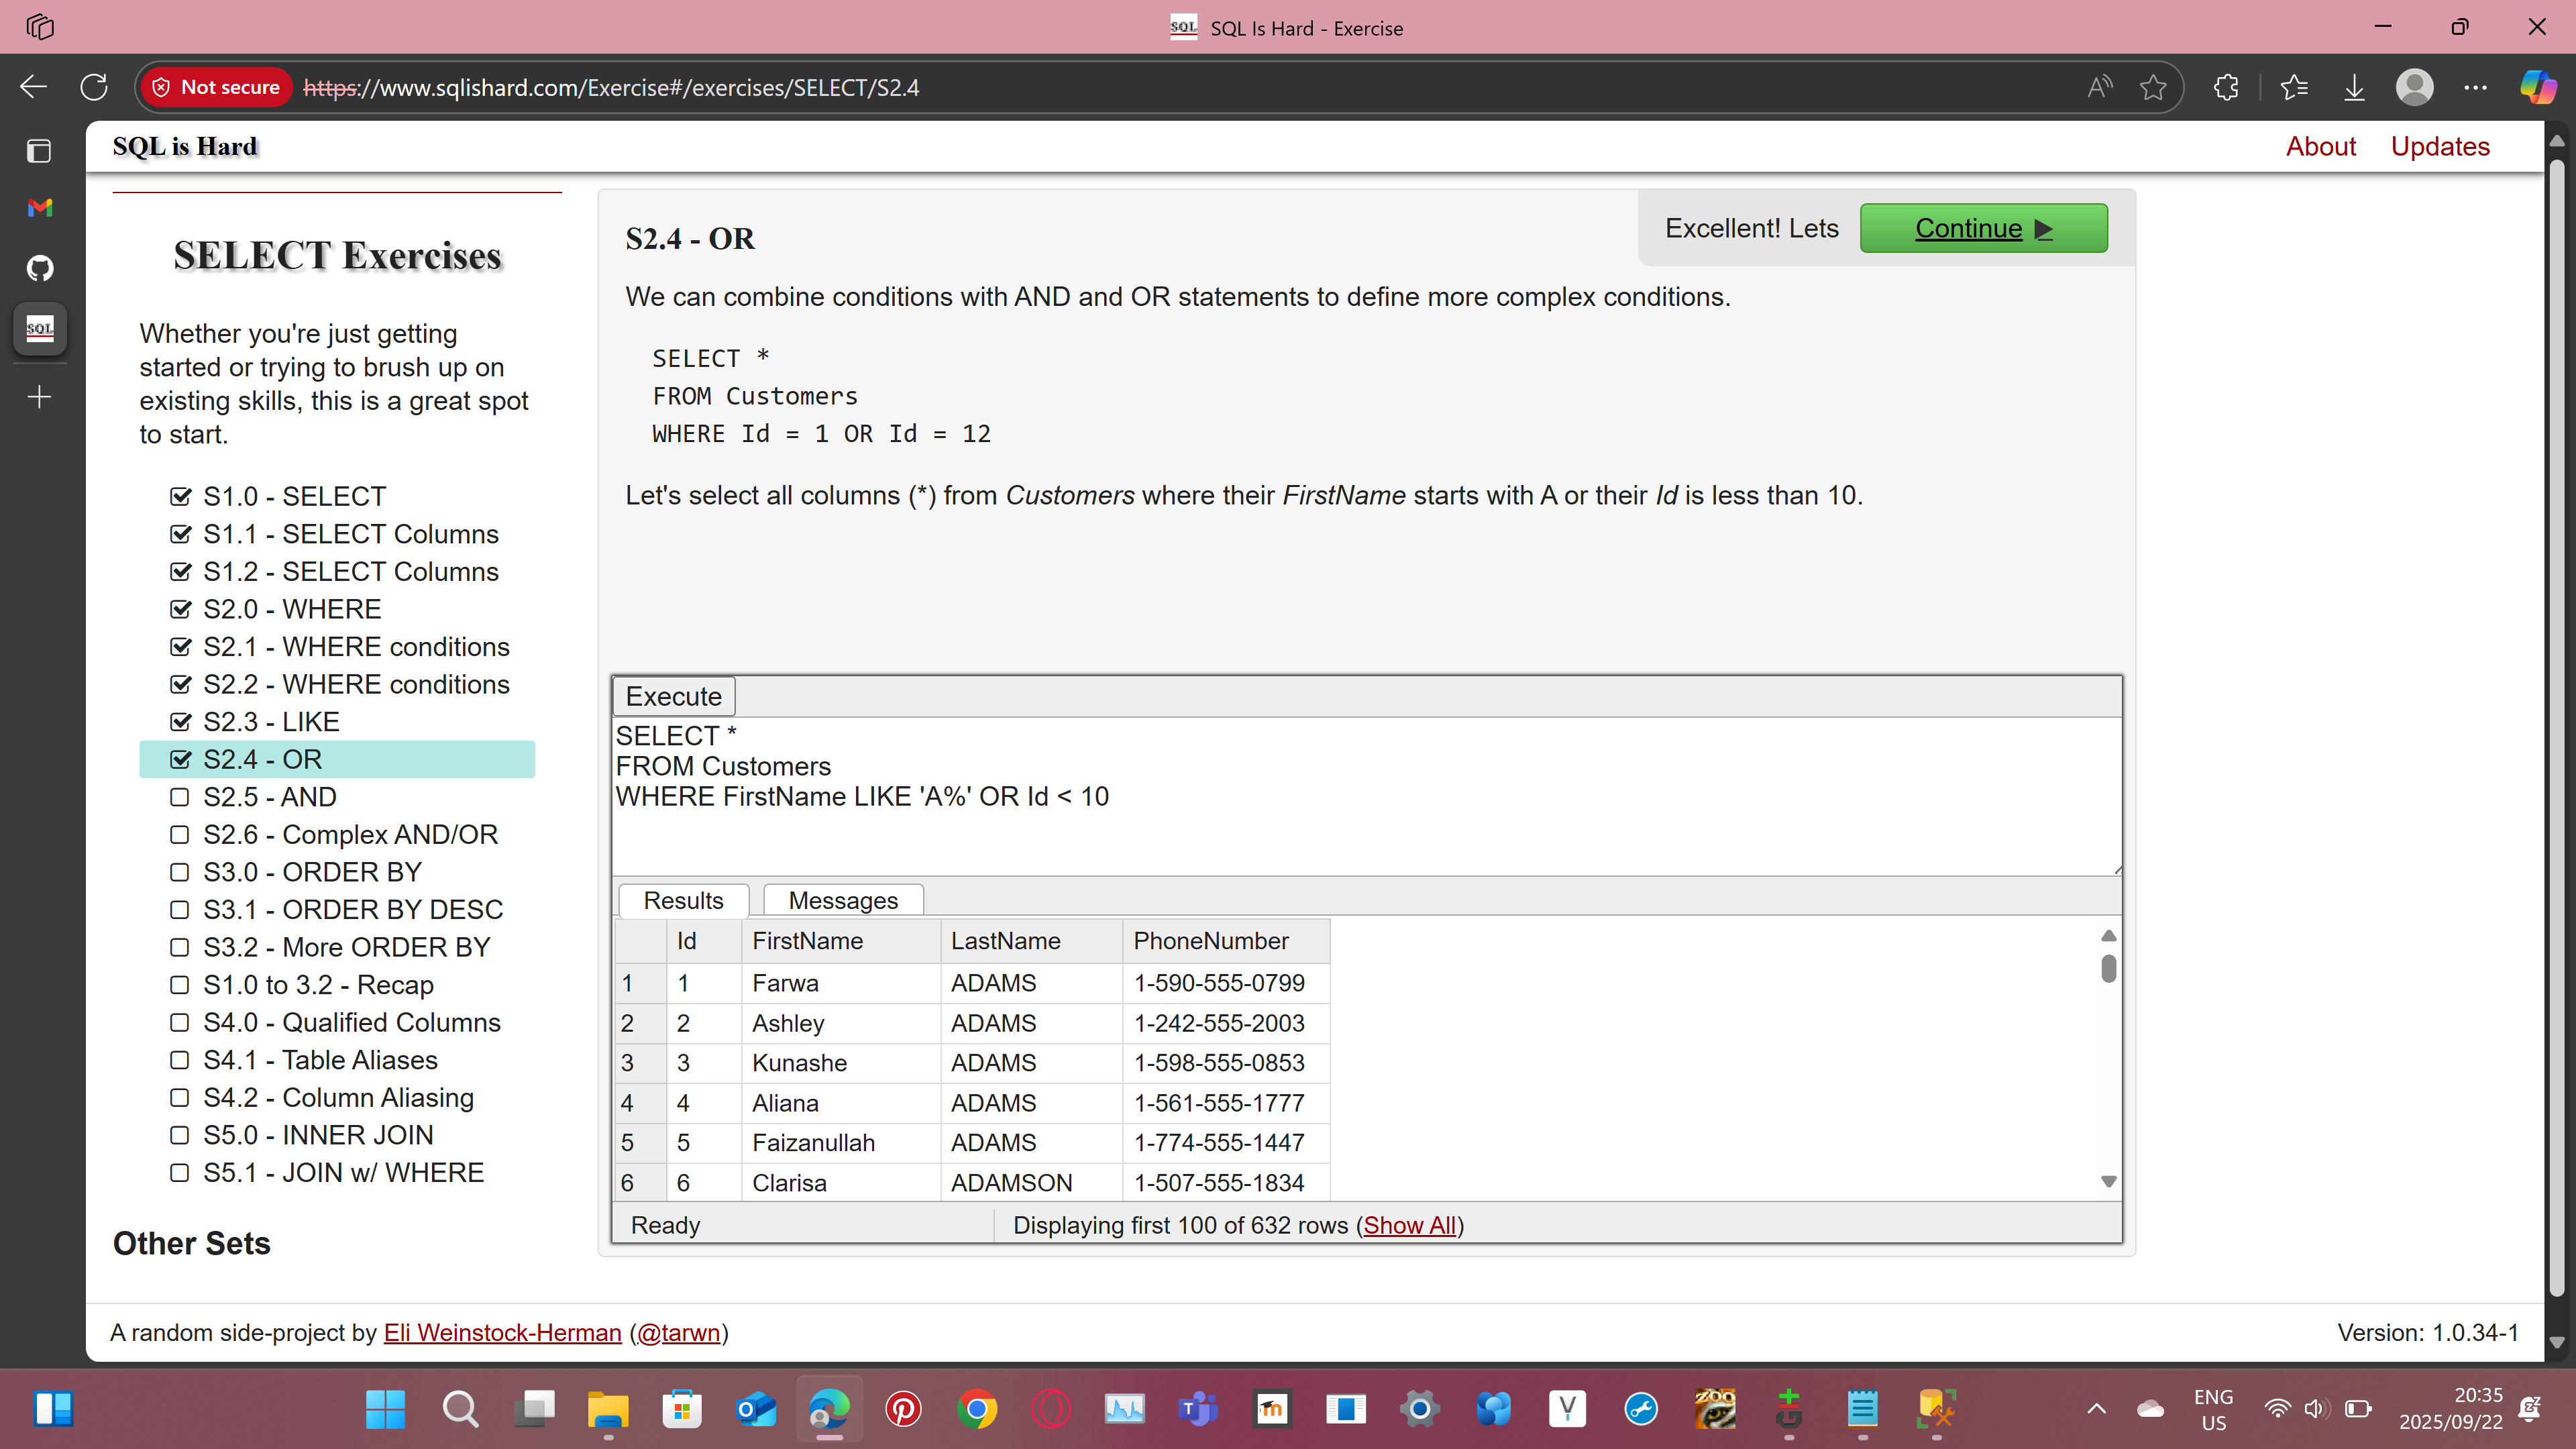 SQL Is Hard - Exercise
Not secure
https://www.sqlishard.com/Exercise#/exercises/SELECT/S2.4
SQL is Hard
About
Updates
SELECT Exercises
Whether you're just getting
started or trying to brush up on
existing skills, this is a great spot
to start.
S1.0 - SELECT
S1.1 - SELECT Columns
S1.2 - SELECT Columns
S2.0 - WHERE
S2.1 - WHERE conditions
S2.2 - WHERE conditions
S2.3 - LIKE
S2.4 - OR
S2.5 - AND
S2.6 - Complex AND/OR
S3.0 - ORDER BY
S3.1 - ORDER BY DESC
S3.2 - More ORDER BY
S1.0 to 3.2 - Recap
S4.0 - Qualified Columns
S4.1 - Table Aliases
S4.2 - Column Aliasing
S5.0 - INNER JOIN
S5.1 - JOIN w/ WHERE
Other Sets
S2.4 - OR
Excellent! Lets
Continue
We can combine conditions with AND and OR statements to define more complex conditions.
SELECT *
FROM Customers
WHERE Id = 1 OR Id = 12
Let's select all columns (*) from Customers where their FirstName starts with A or their Id is less than 10.
Execute
SELECT *
FROM Customers
WHERE FirstName LIKE 'A%' OR Id < 10
Results
Messages
Id FirstName LastName PhoneNumber
1 1 Farwa ADAMS 1-590-555-0799
2 2 Ashley ADAMS 1-242-555-2003
3 3 Kunashe ADAMS 1-598-555-0853
4 4 Aliana ADAMS 1-561-555-1777
5 5 Faizanullah ADAMS 1-774-555-1447
6 6 Clarisa ADAMSON 1-507-555-1834
Ready
Displaying first 100 of 632 rows (Show All)
A random side-project by Eli Weinstock-Herman (@tarwn)
Version: 1.0.34-1
ENG
US
20:35
2025/09/22